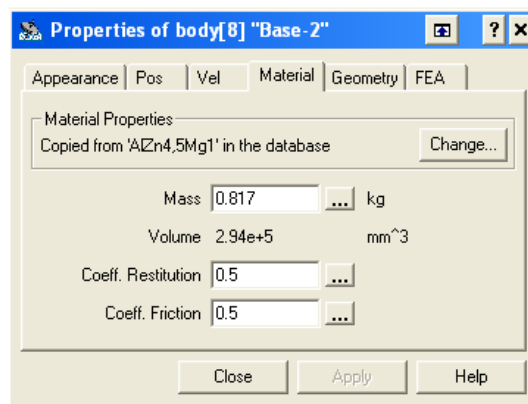 Properties of body[8] "Base-2"
Appearance Pos Vel Material Geometry FEA
Material Properties
Copied from 'AlZn4,5Mg1' in the database Change...
Mass 0.817 ... kg
Volume 2.94e+5 mm^3
Coeff. Restitution 0.5 ...
Coeff. Friction 0.5 ...
Close Apply Help